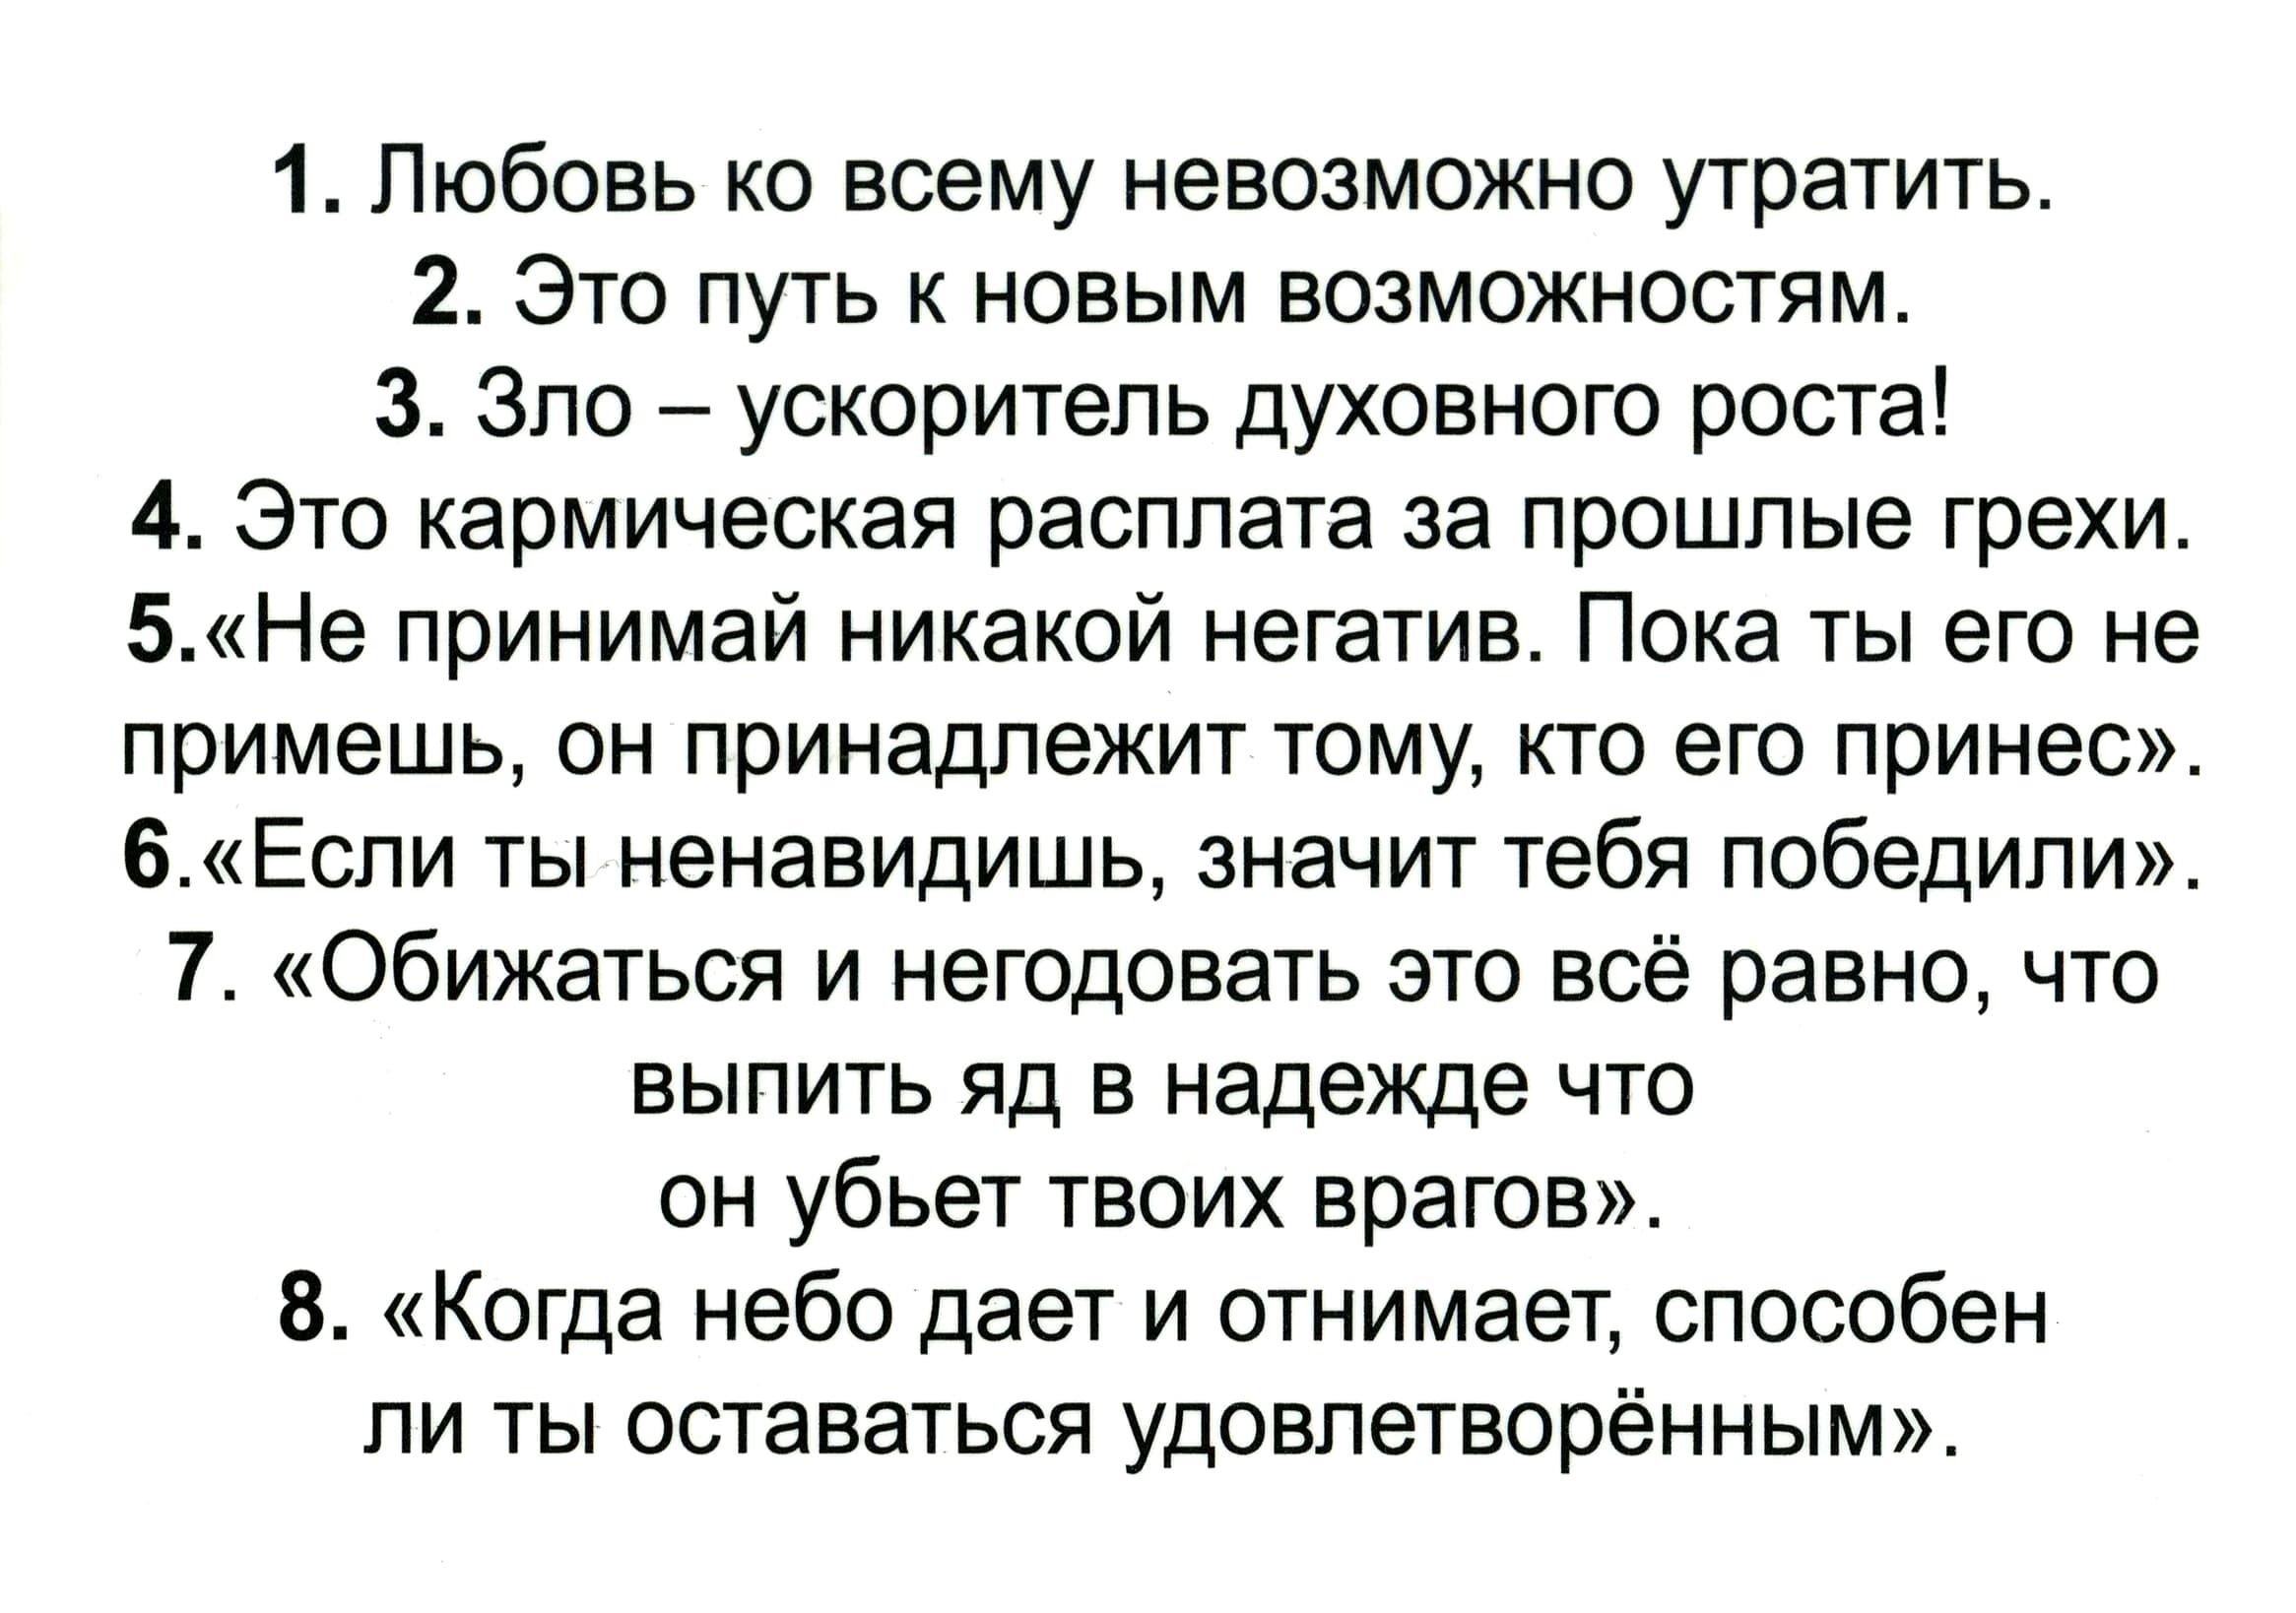 1. Любовь ко всему невозможно утратить.
2. Это путь к новым возможностям.
3. Зло – ускоритель духовного роста!
4. Это кармическая расплата за прошлые грехи.
5.«Не принимай никакой негатив. Пока ты его не
примешь, он принадлежит тому, кто его принес».
6.«Если ты ненавидишь, значит тебя победили».
7. «Обижаться и негодовать это всё равно, что
выпить яд в надежде что
он убьет твоих врагов».
8. «Когда небо дает и отнимает, способен
ли ты оставаться удовлетворённым».